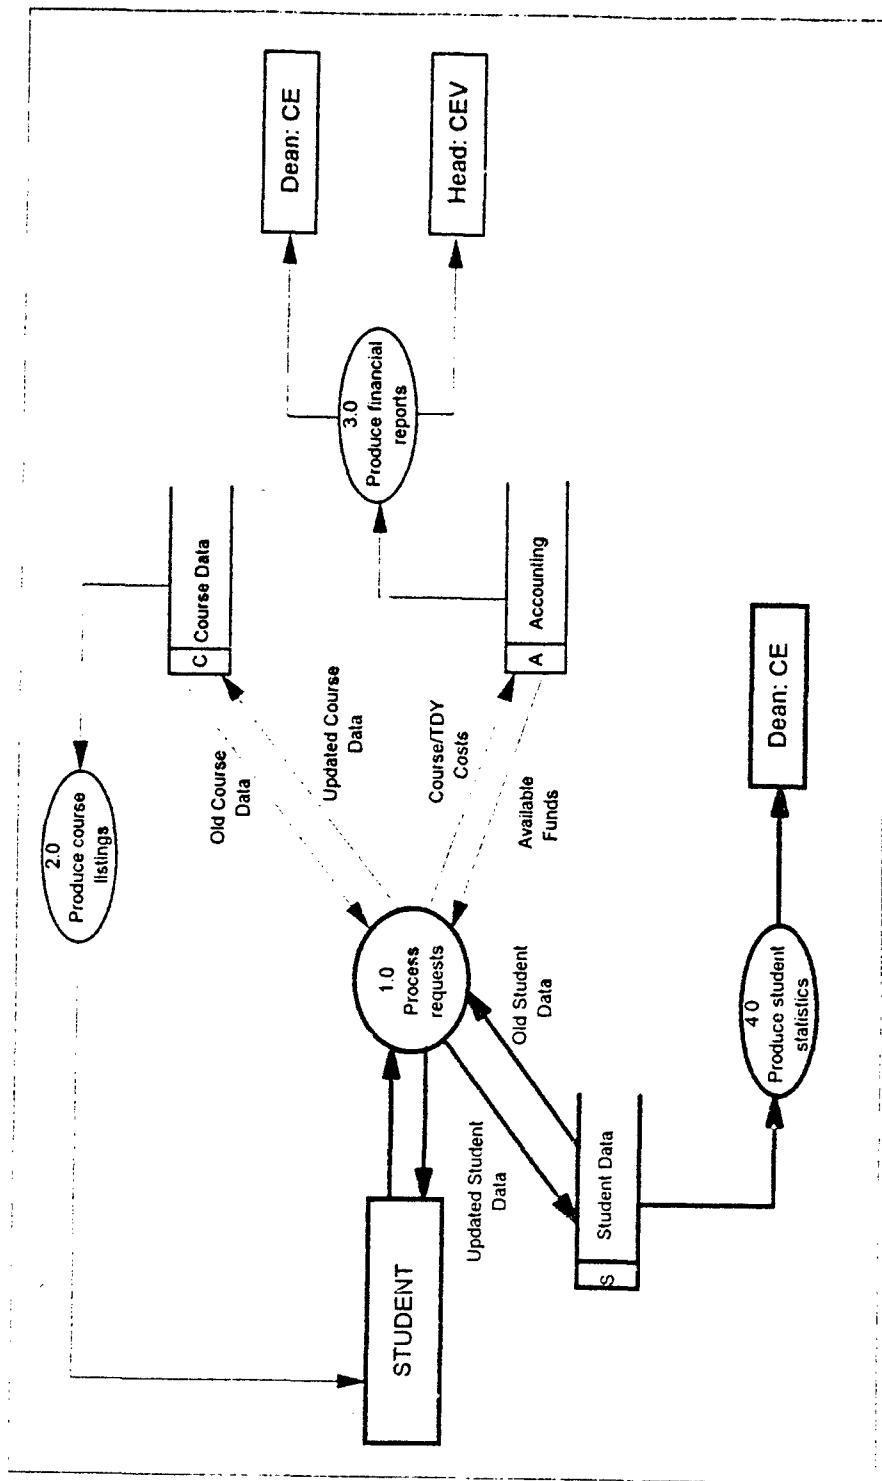 2.0
Produce course
listings
C
Course Data
Dean: CE
Old Course
Data
Updated Course
Data
3.0
Produce financial
reports
Head: CEV
STUDENT
1.0
Process
requests
Course/TDY
Costs
Available
Funds
A
Accounting
Updated Student
Data
Old Student
Data
S
Student Data
4.0
Produce student
statistics
Dean: CE